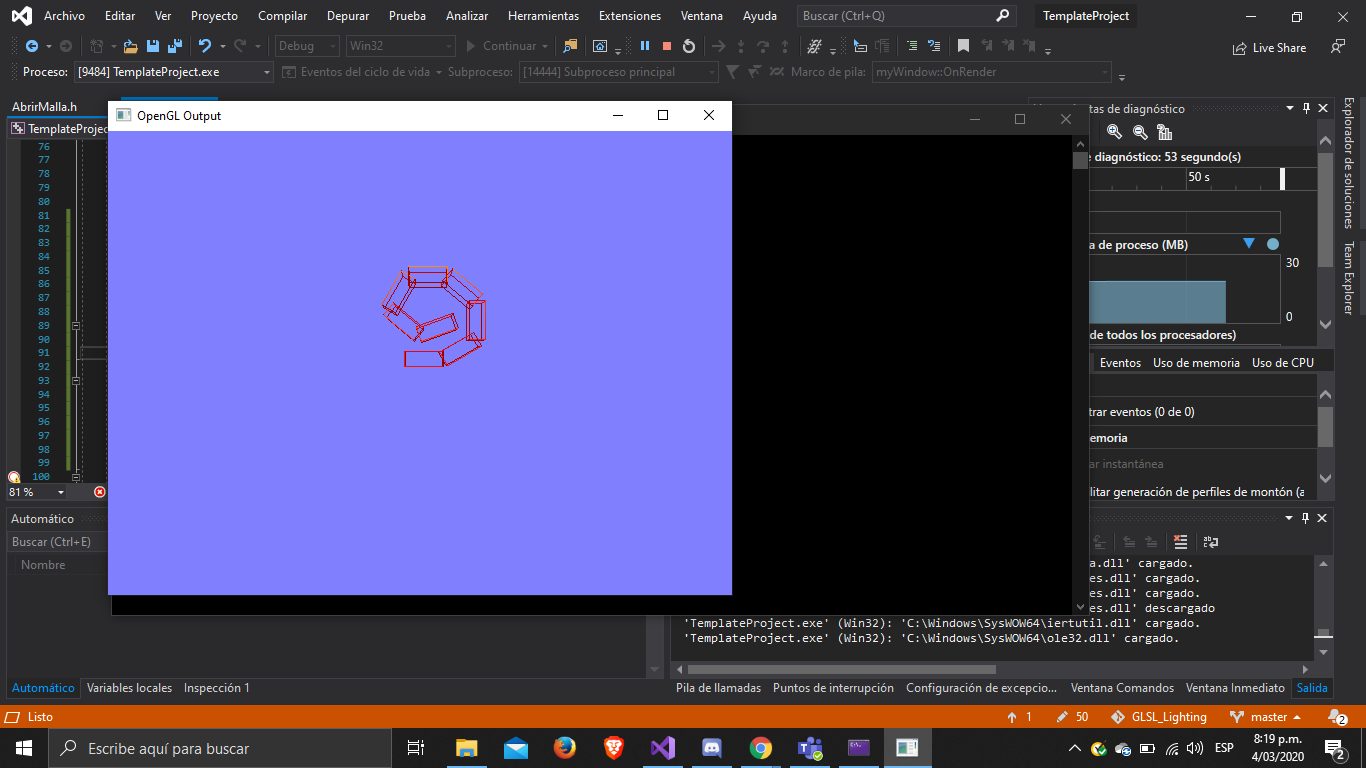 Archivo Editar Ver Proyecto Compilar Depurar Prueba Analizar Herramientas Extensiones Ventana Ayuda Buscar (Ctrl+Q) TemplateProject
Debug Win32 Continuar Live Share
Proceso: [9484] TemplateProject.exe Eventos del ciclo de vida Subproceso: [14444] Subproceso principal Marco de pila: myWindow::OnRender
AbrirMalla.h
OpenGL Output
tas de diagnóstico
TemplateProjec
76
77
78
79
80
81
82
83
84
85
86
87
88
89
90
91
92
93
94
95
96
97
98
99
100
81 %
e diagnóstico: 53 segundo(s)
50 s
a de proceso (MB)
30
0
de todos los procesadores)
Eventos Uso de memoria Uso de CPU
trar eventos (0 de 0)
emoria
ar instantánea
litar generación de perfiles de montón (a
Explorador de soluciones
Team Explorer
Automático
Buscar (Ctrl+E)
Nombre
a.dll' cargado.
es.dll' cargado.
es.dll' cargado.
es.dll' descargado
'TemplateProject.exe' (Win32): 'C:\Windows\SysWOW64\iertutil.dll' cargado.
'TemplateProject.exe' (Win32): 'C:\Windows\SysWOW64\ole32.dll' cargado.
Automático Variables locales Inspección 1
Pila de llamadas Puntos de interrupción Configuración de excepcio... Ventana Comandos Ventana Inmediato Salida
Listo 1 50 GLSL_Lighting master 2
Escribe aquí para buscar
ESP
8:19 p.m.
4/03/2020
2